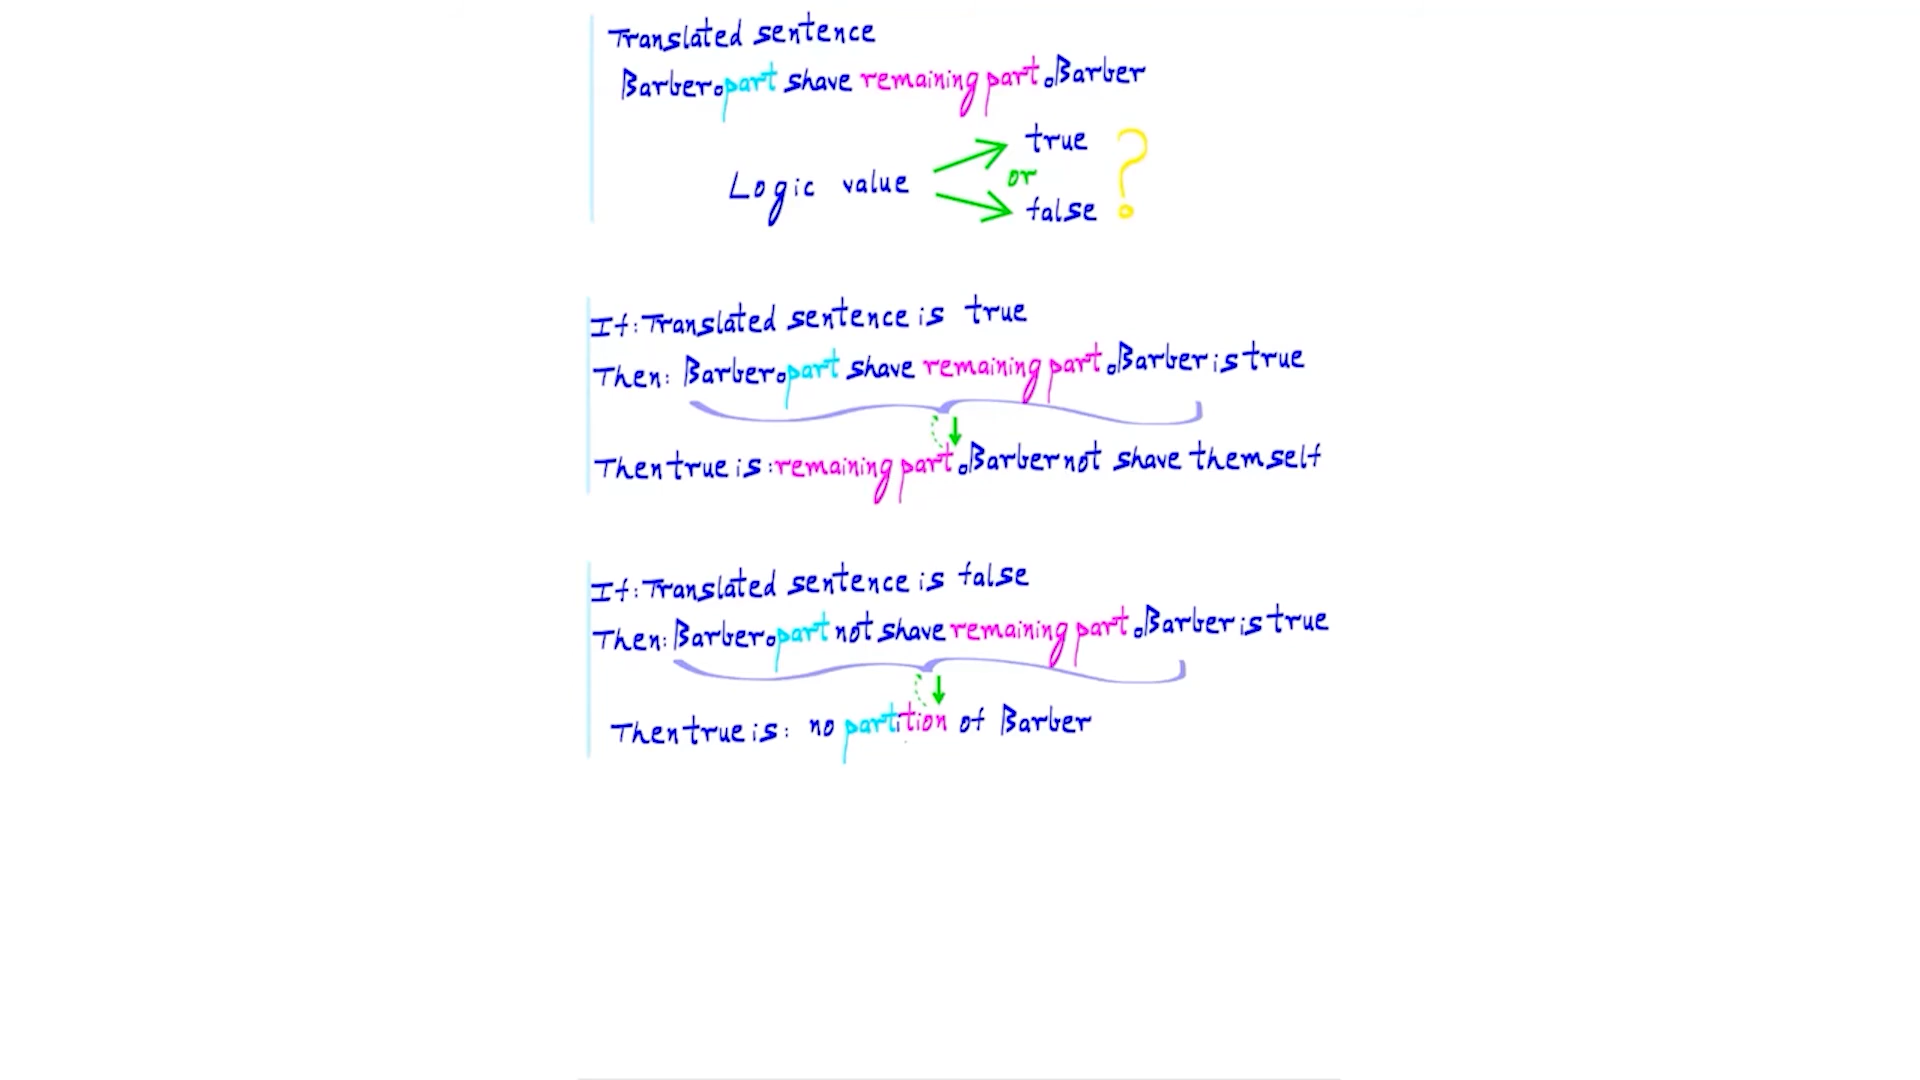 Translated sentence
Barber∘part shave remaining part∘Barber
true
Logic value or ?
false
If: Translated sentence is true
Then: Barber∘part shave remaining part∘Barber is true
Then true is: remaining part∘Barber not shave themself
If: Translated sentence is false
Then: Barber∘part not shave remaining part∘Barber is true
Then true is: no partition of Barber